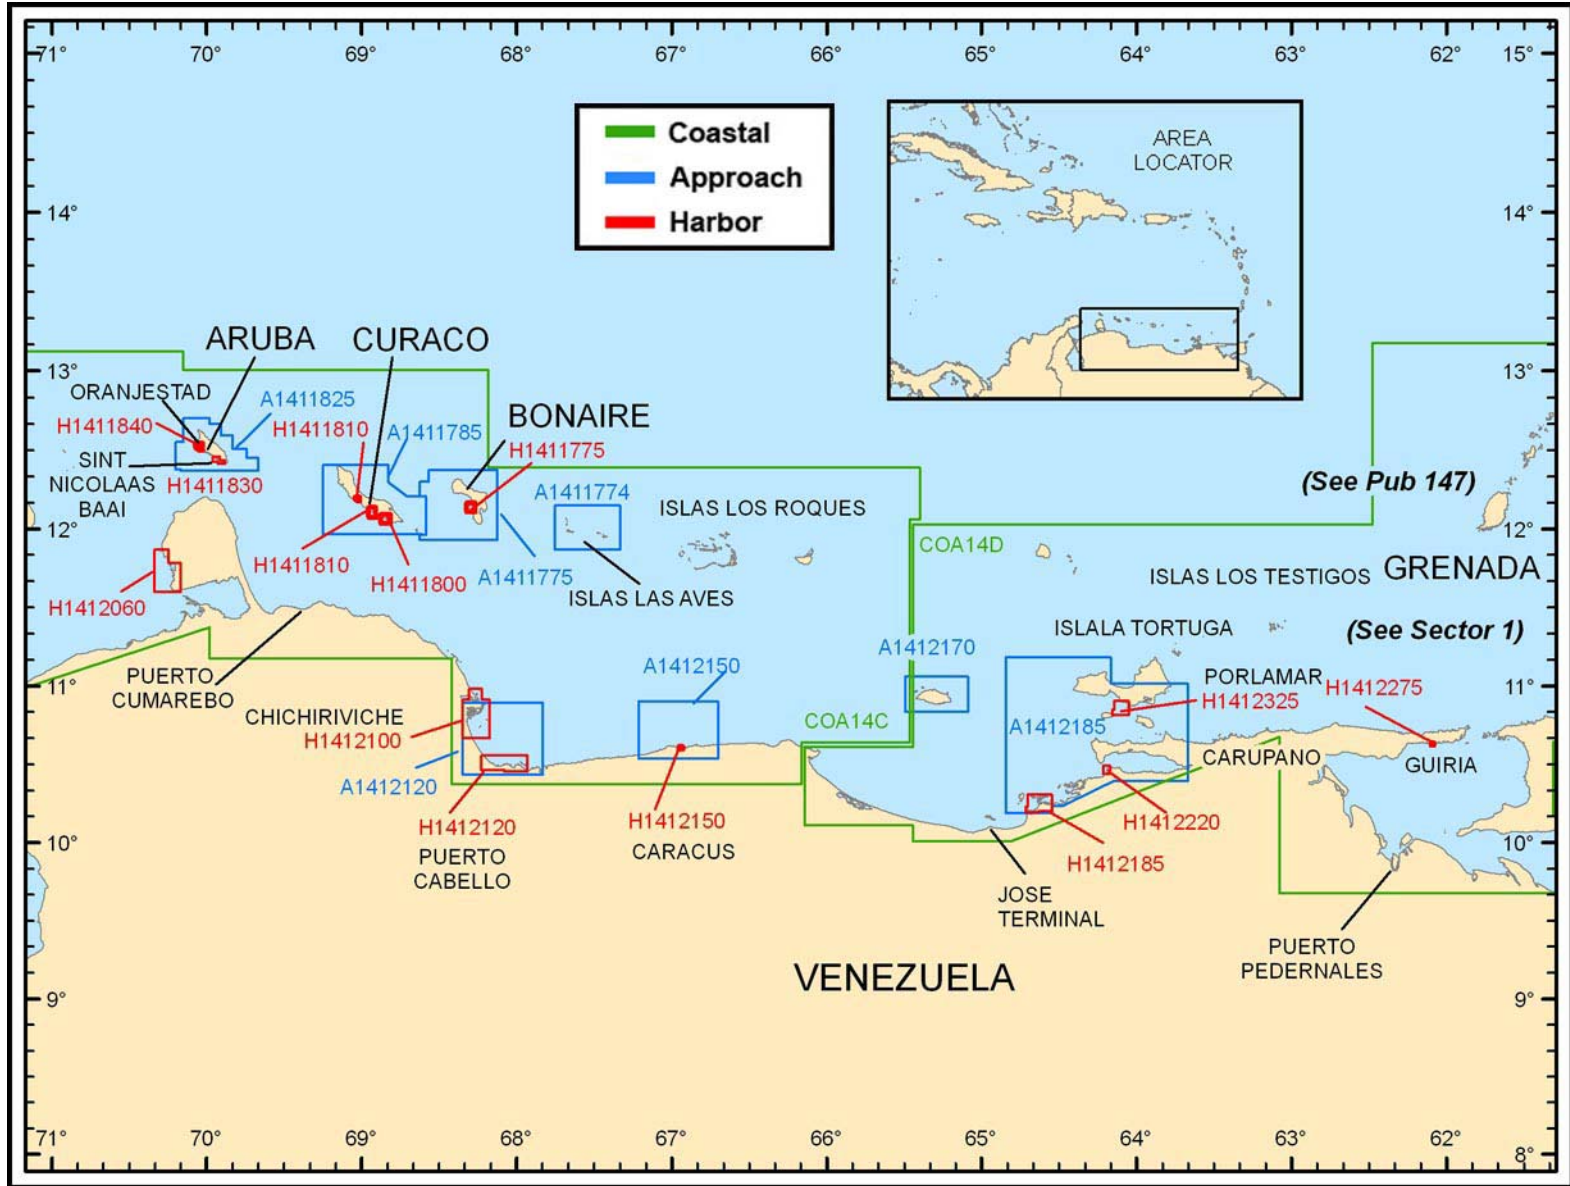 71°
70°
69°
68°
67°
66°
65°
64°
63°
62°
15°
Coastal
Approach
Harbor
AREA
LOCATOR
14°
14°
13°
13°
ARUBA
CURACO
ORANJESTAD
A1411825
H1411840
H1411810
A1411785
BONAIRE
H1411775
SINT
NICOLAAS
BAAI
H1411830
A1411774
ISLAS LOS ROQUES
(See Pub 147)
12°
12°
COA14D
H1411810
H1411800
A1411775
ISLAS LAS AVES
ISLAS LOS TESTIGOS
GRENADA
H1412060
ISLALA TORTUGA
(See Sector 1)
A1412170
A1412150
11°
11°
PUERTO
CUMAREBO
PORLAMAR
H1412325
H1412275
CHICHIRIVICHE
H1412100
COA14C
A1412185
CARUPANO
GUIRIA
A1412120
H1412120
PUERTO
CABELLO
H1412150
CARACUS
H1412220
H1412185
10°
10°
JOSE
TERMINAL
PUERTO
PEDERNALES
VENEZUELA
9°
9°
71°
70°
69°
68°
67°
66°
65°
64°
63°
62°
8°